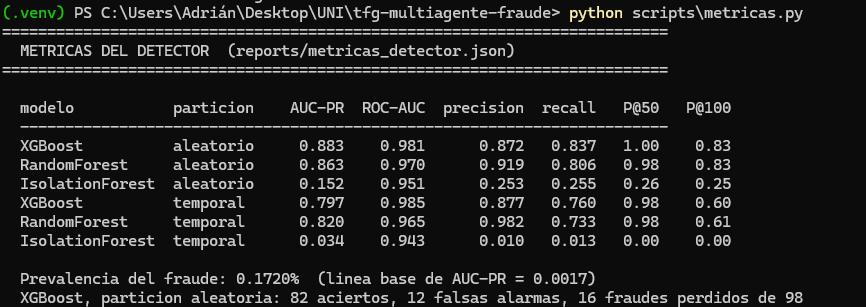 (.venv) PS C:\Users\Adrián\Desktop\UNI\tfg-multiagente-fraude> python scripts\metricas.py
====================================================================
METRICAS DEL DETECTOR  (reports/metricas_detector.json)
====================================================================
modelo          particion     AUC-PR  ROC-AUC  precision  recall   P@50   P@100
--------------------------------------------------------------------
XGBoost         aleatorio      0.883    0.981      0.872   0.837   1.00    0.83
RandomForest    aleatorio      0.863    0.970      0.919   0.806   0.98    0.83
IsolationForest aleatorio      0.152    0.951      0.253   0.255   0.26    0.25
XGBoost         temporal       0.797    0.985      0.877   0.760   0.98    0.60
RandomForest    temporal       0.820    0.965      0.982   0.733   0.98    0.61
IsolationForest temporal       0.034    0.943      0.010   0.013   0.00    0.00
Prevalencia del fraude: 0.1720%  (linea base de AUC-PR = 0.0017)
XGBoost, particion aleatoria: 82 aciertos, 12 falsas alarmas, 16 fraudes perdidos de 98